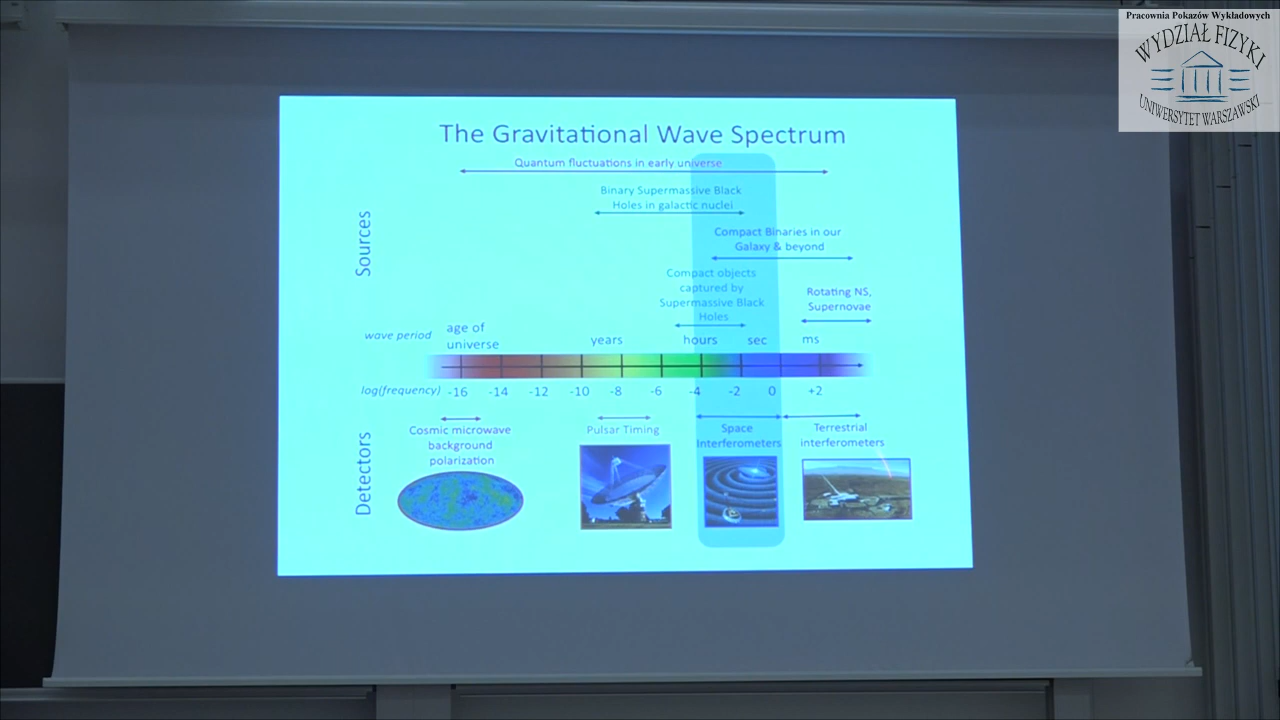 Pracownia Pokazów Wykładowych
WYDZIAŁ FIZYKI
UNIWERSYTET WARSZAWSKI
The Gravitational Wave Spectrum
Quantum fluctuations in early universe
Binary Supermassive Black
Holes in galactic nuclei
Compact Binaries in our
Galaxy & beyond
Compact objects
captured by
Supermassive Black
Holes
Rotating NS,
Supernovae
Sources
wave period
age of
universe
years
hours
sec
ms
log(frequency)
-16 -14 -12 -10 -8 -6 -4 -2 0 +2
Detectors
Cosmic microwave
background
polarization
Pulsar Timing
Space
Interferometers
Terrestrial
interferometers